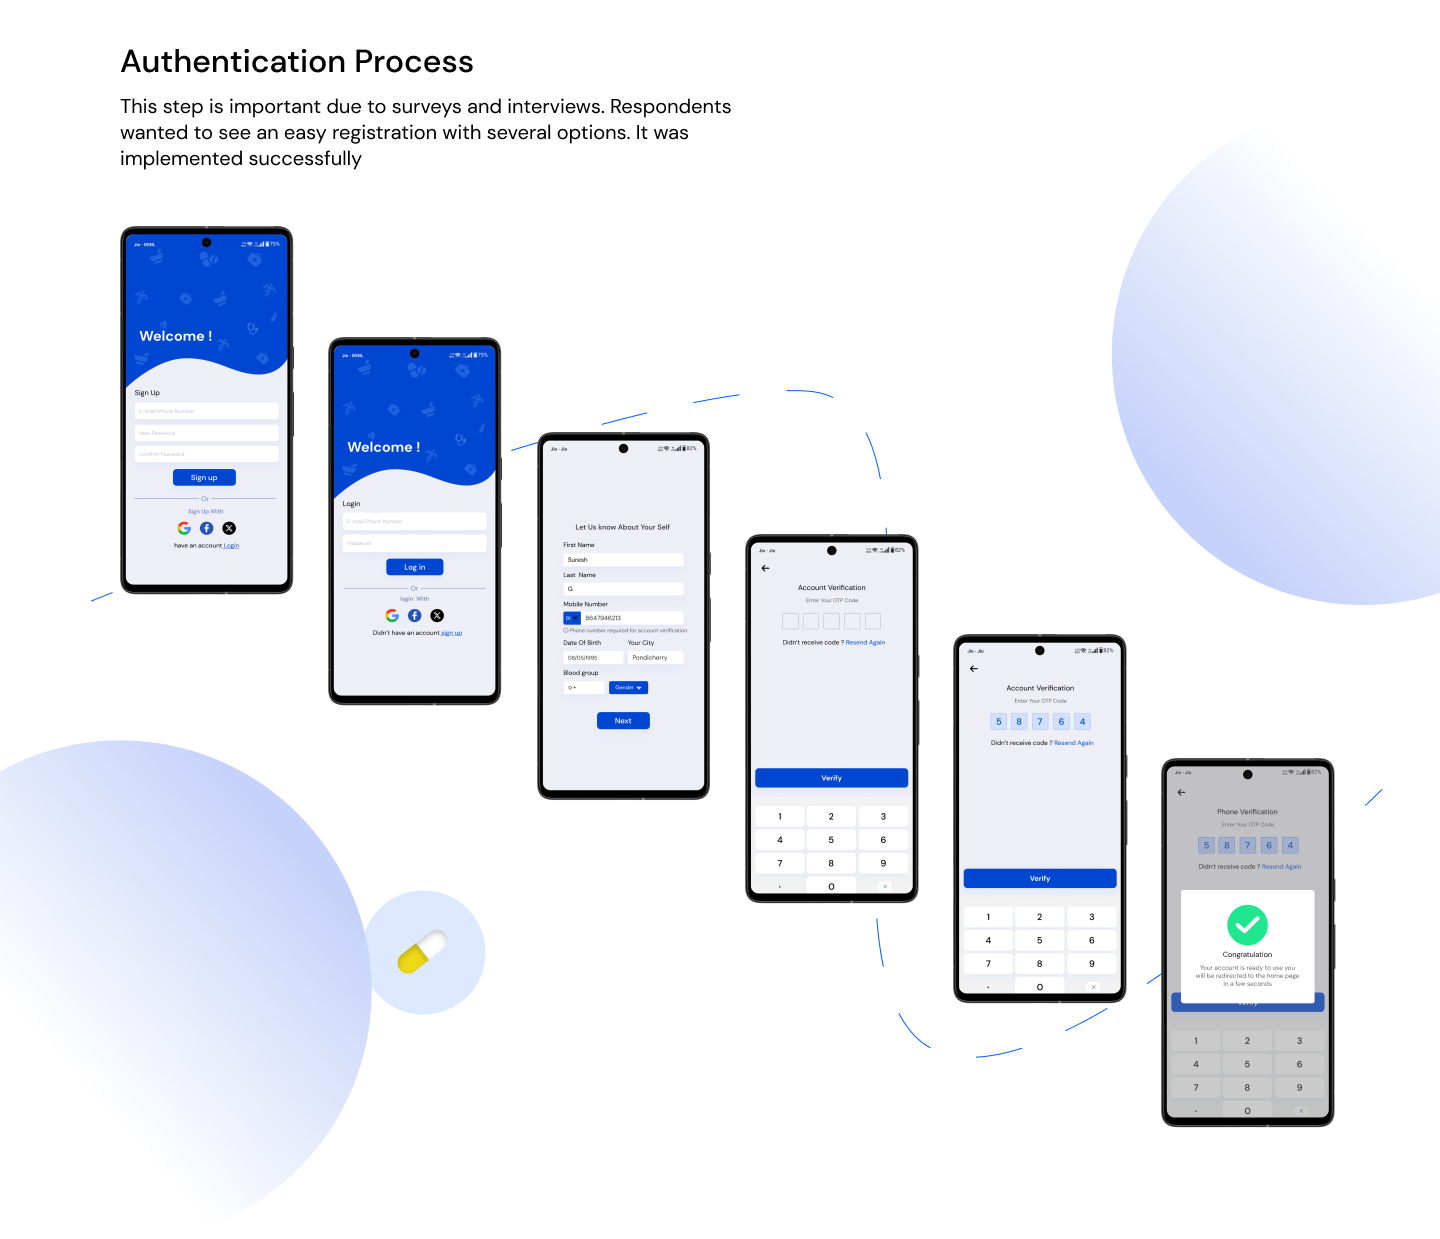 Authentication Process
This step is important due to surveys and interviews. Respondents
wanted to see an easy registration with several options. It was
implemented successfully
Jio - BSNL
75%
Welcome !
Sign Up
E-mail/Phone Number
New Password
Confirm Password
Sign up
Or
Sign Up With
have an account Login
Jio - BSNL
75%
Welcome !
Login
E-mail/Phone Number
Password
Log in
Or
login With
Didn't have an account sign up
Jio - Jio
82%
Let Us know About Your Self
First Name
Suresh
Last Name
G
Mobile Number
8647946213
Phone number required for account verification
Date Of Birth
Your City
08/05/1995
Pondicherry
Blood group
O+
Gender
Next
Jio - Jio
82%
Account Verification
Enter Your OTP Code
Didn't receive code ? Resend Again
Verify
1 2 3
4 5 6
7 8 9
. 0
Jio - Jio
82%
Account Verification
Enter Your OTP Code
5 8 7 6 4
Didn't receive code ? Resend Again
Verify
1 2 3
4 5 6
7 8 9
. 0
Jio - Jio
82%
Phone Verification
Enter Your OTP Code
5 8 7 6 4
Didn't receive code ? Resend Again
Congratulation
Your account is ready to use you
will be redirected to the home page
in a few seconds
Verify
1 2 3
4 5 6
7 8 9
. 0